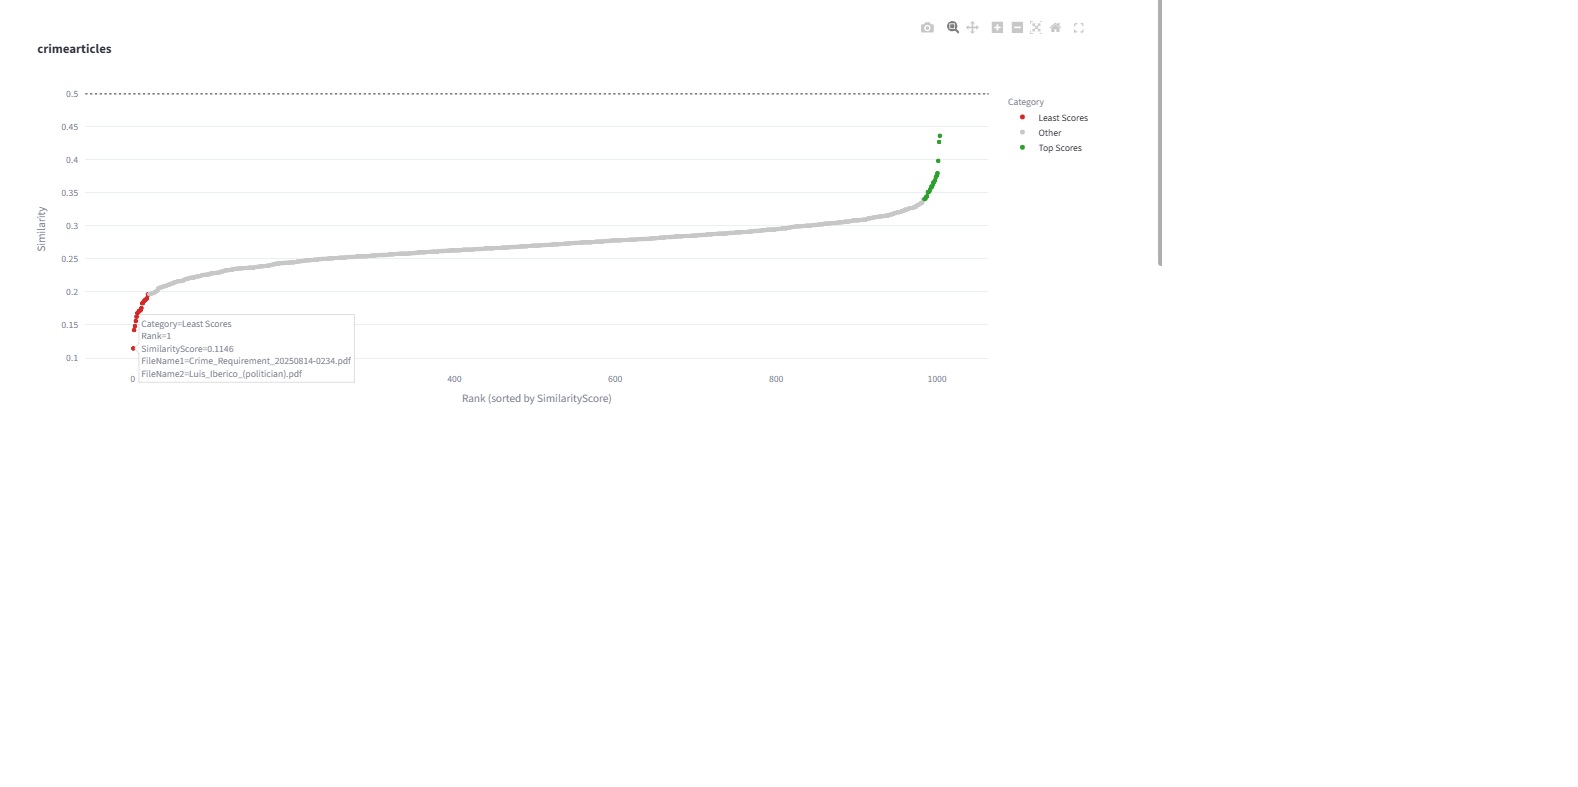 crimearticles
0.5
0.45
0.4
0.35
0.3
0.25
0.2
0.15
0.1
Similarity
Category
Least Scores
Other
Top Scores
Category=Least Scores
Rank=1
SimilarityScore=0.1146
FileName1=Crime_Requirement_20250814-0234.pdf
FileName2=Luis_Iberico_(politician).pdf
0
400
600
800
1000
Rank (sorted by SimilarityScore)